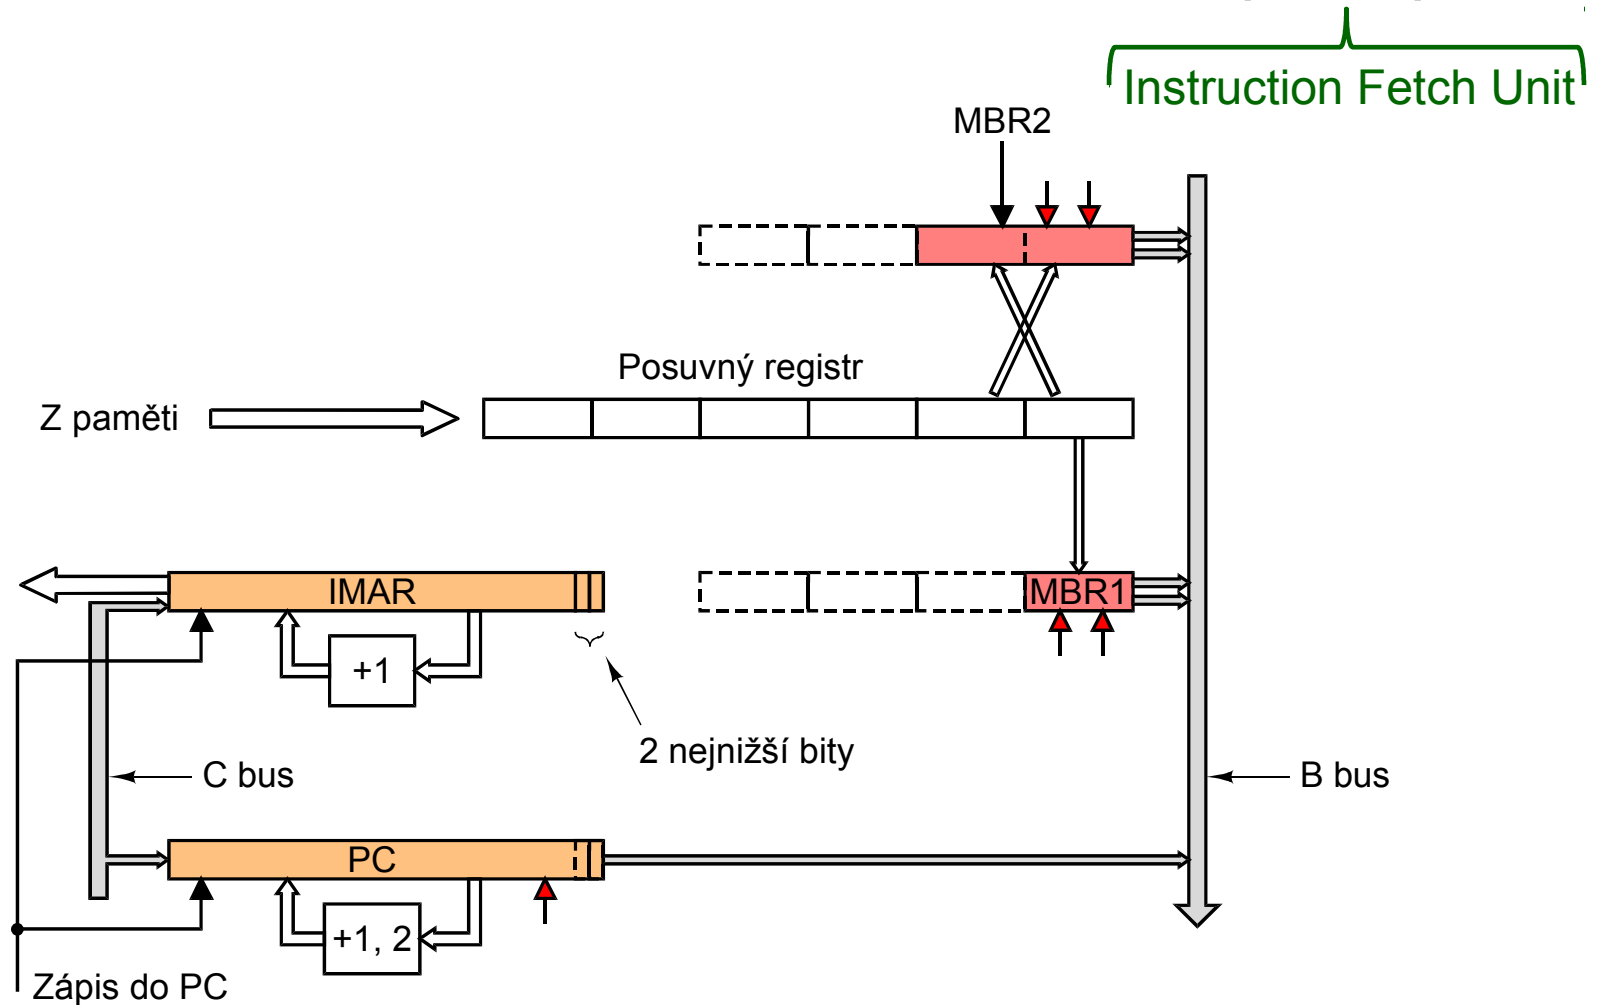 Instruction Fetch Unit
MBR2
Posuvný registr
Z paměti
IMAR
MBR1
+1
2 nejnižší bity
C bus
B bus
PC
+1, 2
Zápis do PC